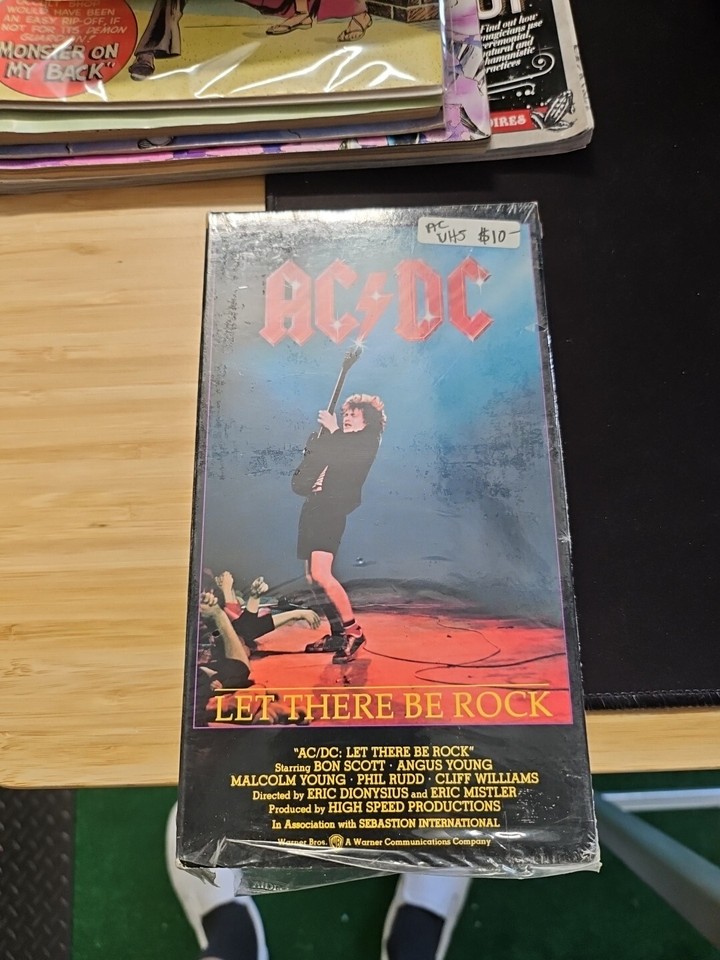 WOULD HAVE BEEN
AN EASY RIP-OFF, IF
NOT FOR ITS DEMON
GUARDIAN!
"MONSTER ON
MY BACK"
Find out how
magicians use
ceremonial,
natural and
shamanistic
practices
OIRES
AC
VHS $10-
AC DC
LET THERE BE ROCK
"AC/DC: LET THERE BE ROCK"
Starring BON SCOTT · ANGUS YOUNG
MALCOLM YOUNG · PHIL RUDD · CLIFF WILLIAMS
Directed by ERIC DIONYSIUS and ERIC MISTLER
Produced by HIGH SPEED PRODUCTIONS
In Association with SEBASTION INTERNATIONAL
Warner Bros. WB A Warner Communications Company